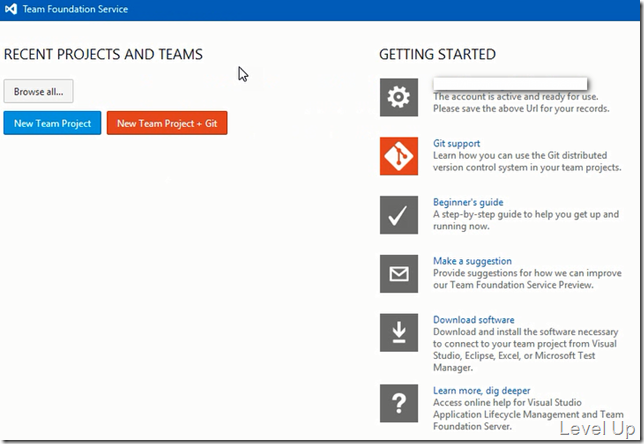 Team Foundation Service
RECENT PROJECTS AND TEAMS
Browse all...
New Team Project
New Team Project + Git
GETTING STARTED
The account is active and ready for use.
Please save the above Url for your records.
Git support
Learn how you can use the Git distributed
version control system in your team projects.
Beginner's guide
A step-by-step guide to help you get up and
running now.
Make a suggestion
Provide suggestions for how we can improve
our Team Foundation Service Preview.
Download software
Download and install the software necessary
to connect to your team project from Visual
Studio, Eclipse, Excel, or Microsoft Test
Manager.
Learn more, dig deeper
Access online help for Visual Studio
Application Lifecycle Management and Team
Foundation Server.
Level Up